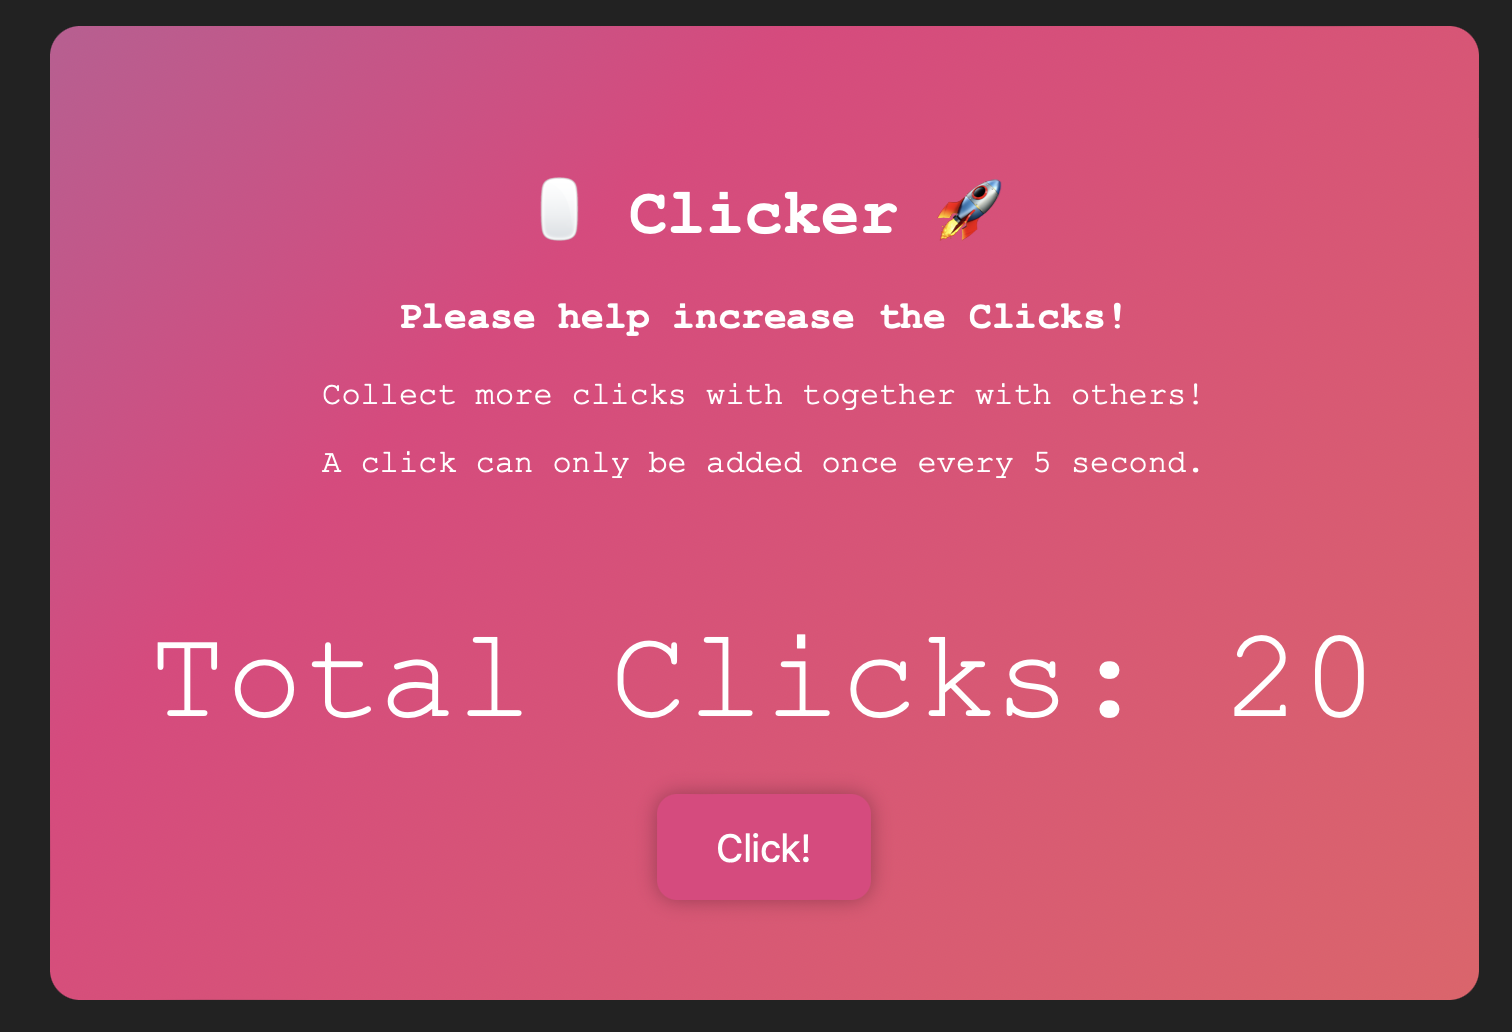 🖱️ Clicker 🚀
Please help increase the Clicks!
Collect more clicks with together with others!
A click can only be added once every 5 second.
Total Clicks: 20
Click!